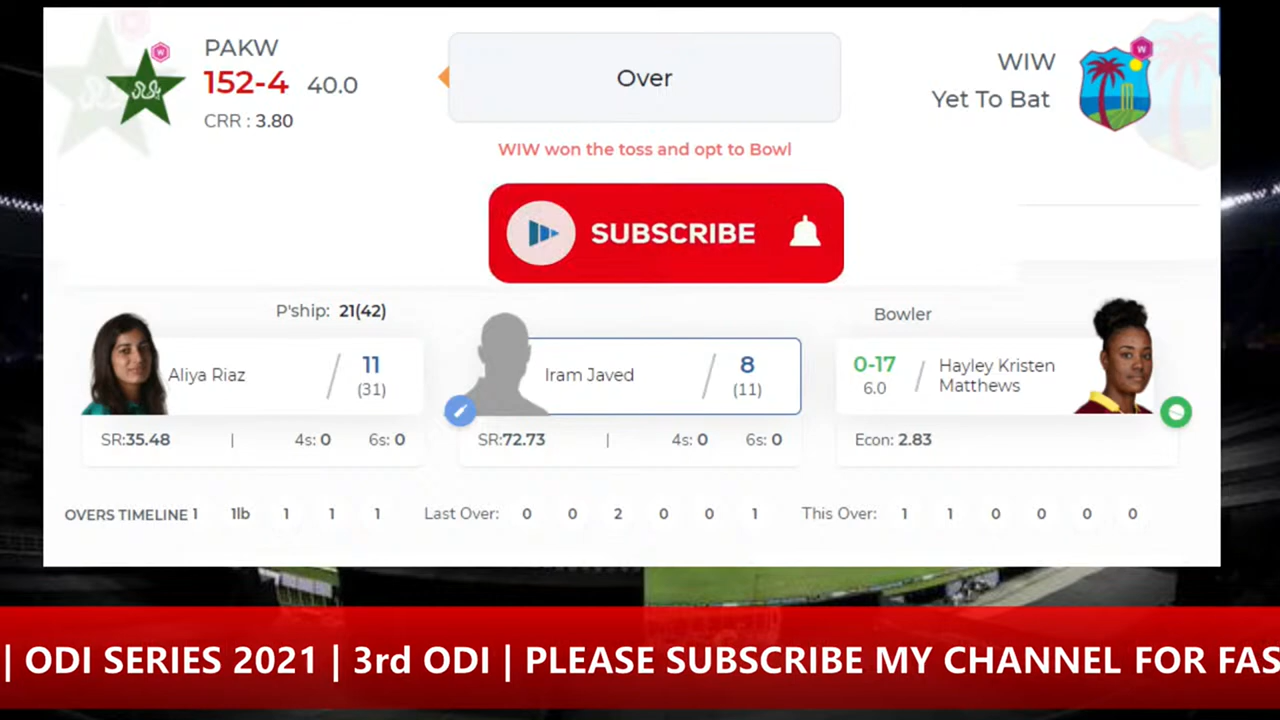 PAKW
152-4 40.0
CRR : 3.80
Over
WIW
Yet To Bat
W
W
WIW won the toss and opt to Bowl
SUBSCRIBE
P'ship: 21(42)
Aliya Riaz / 11
(31)
SR:35.48 | 4s: 0 6s: 0
Iram Javed / 8
(11)
SR:72.73 | 4s: 0 6s: 0
Bowler
0-17 / Hayley Kristen
6.0 Matthews
Econ: 2.83
OVERS TIMELINE 1 1lb 1 1 1 Last Over: 0 0 2 0 0 1 This Over: 1 1 0 0 0 0
| ODI SERIES 2021 | 3rd ODI | PLEASE SUBSCRIBE MY CHANNEL FOR FAS